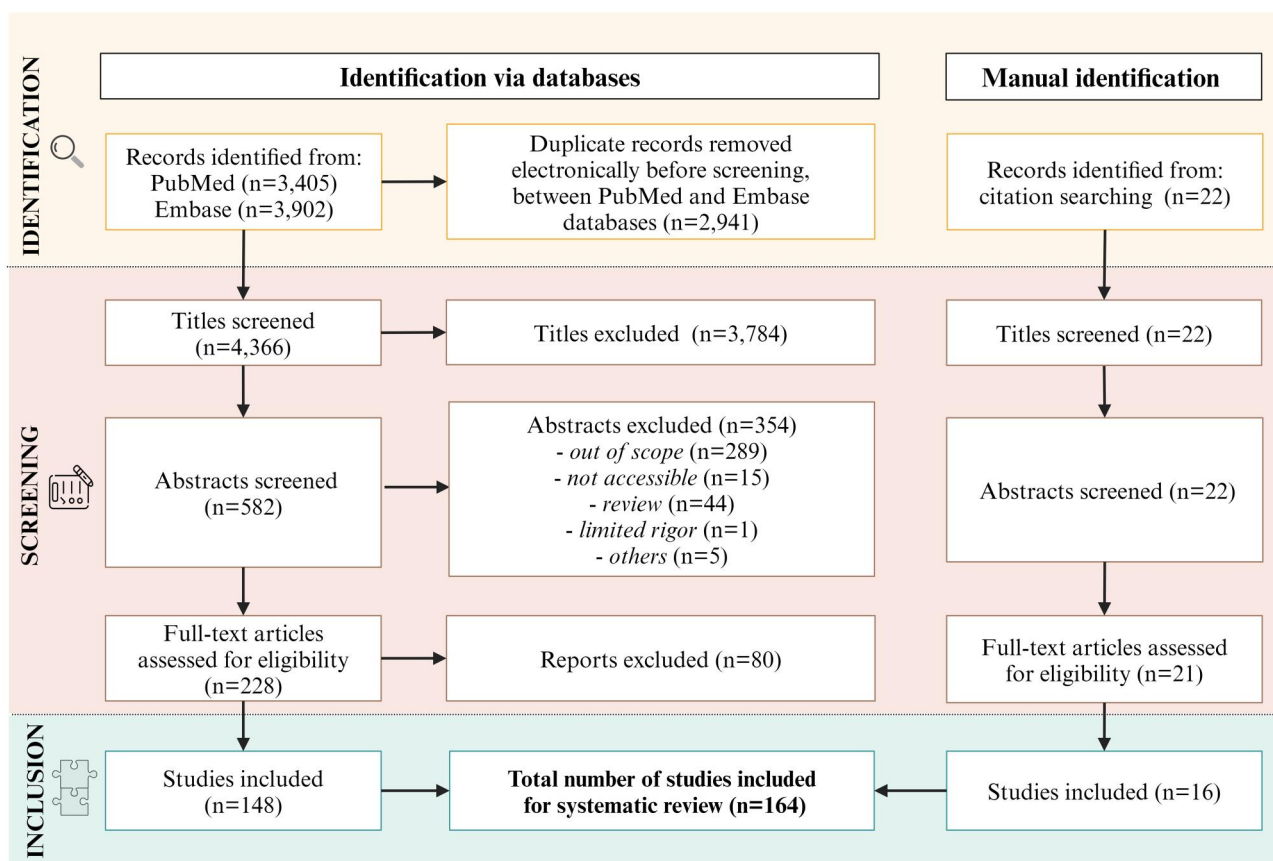 IDENTIFICATION
Identification via databases
Manual identification
Records identified from:
PubMed (n=3,405)
Embase (n=3,902)
Duplicate records removed
electronically before screening,
between PubMed and Embase
databases (n=2,941)
Records identified from:
citation searching (n=22)
SCREENING
Titles screened
(n=4,366)
Titles excluded (n=3,784)
Titles screened (n=22)
Abstracts screened
(n=582)
Abstracts excluded (n=354)
- out of scope (n=289)
- not accessible (n=15)
- review (n=44)
- limited rigor (n=1)
- others (n=5)
Abstracts screened (n=22)
Full-text articles
assessed for eligibility
(n=228)
Reports excluded (n=80)
Full-text articles assessed
for eligibility (n=21)
INCLUSION
Studies included
(n=148)
Total number of studies included
for systematic review (n=164)
Studies included (n=16)